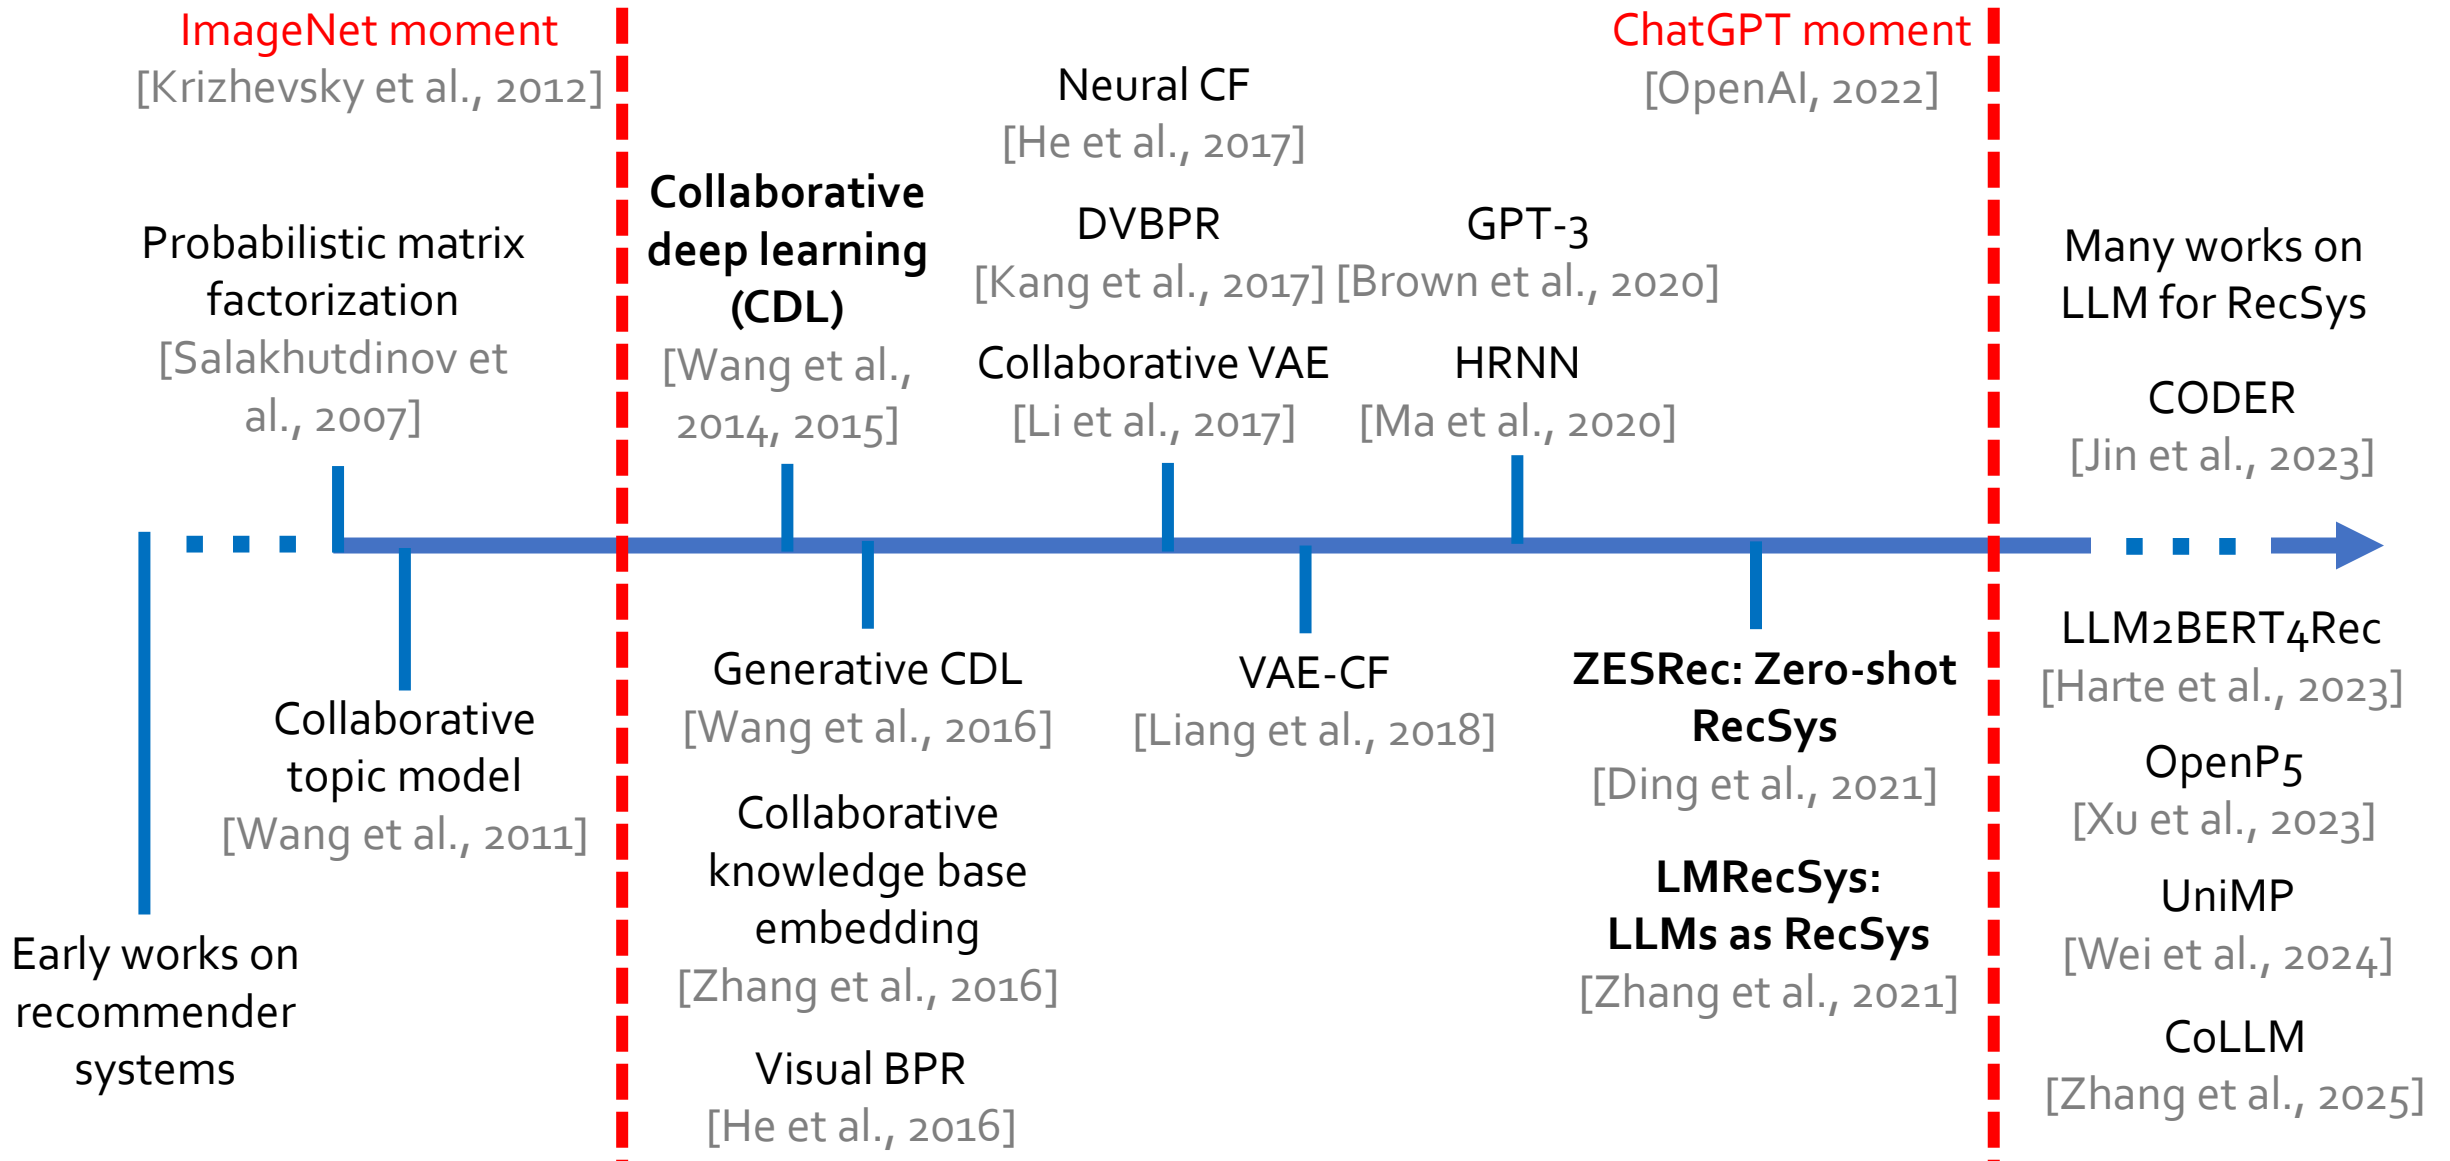 ImageNet moment
[Krizhevsky et al., 2012]
Probabilistic matrix
factorization
[Salakhutdinov et
al., 2007]
Collaborative
topic model
[Wang et al., 2011]
Early works on
recommender
systems
Collaborative
deep learning
(CDL)
[Wang et al.,
2014, 2015]
Generative CDL
[Wang et al., 2016]
Collaborative
knowledge base
embedding
[Zhang et al., 2016]
Visual BPR
[He et al., 2016]
Neural CF
[He et al., 2017]
DVBPR
[Kang et al., 2017]
Collaborative VAE
[Li et al., 2017]
VAE-CF
[Liang et al., 2018]
GPT-3
[Brown et al., 2020]
HRNN
[Ma et al., 2020]
ZESRec: Zero-shot
RecSys
[Ding et al., 2021]
LMRecSys:
LLMs as RecSys
[Zhang et al., 2021]
ChatGPT moment
[OpenAI, 2022]
Many works on
LLM for RecSys
CODER
[Jin et al., 2023]
LLM2BERT4Rec
[Harte et al., 2023]
OpenP5
[Xu et al., 2023]
UniMP
[Wei et al., 2024]
CoLLM
[Zhang et al., 2025]